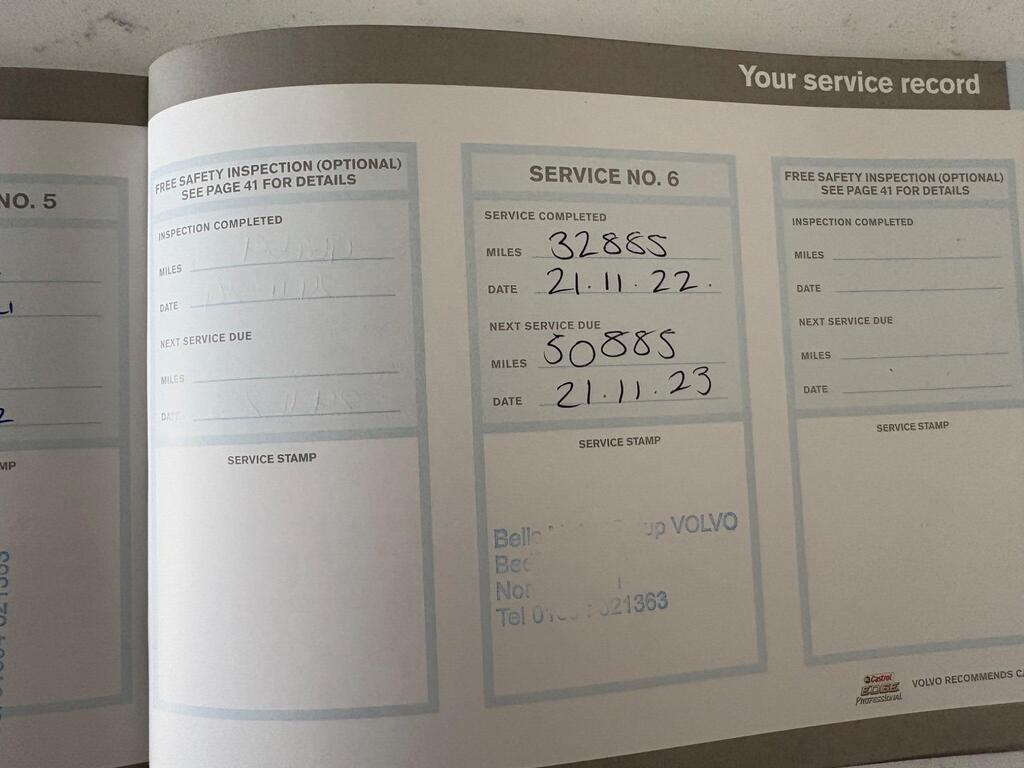 Your service record
NO. 5
FREE SAFETY INSPECTION (OPTIONAL)
SEE PAGE 41 FOR DETAILS
INSPECTION COMPLETED
MILES
DATE
NEXT SERVICE DUE
MILES
DATE
SERVICE STAMP
SERVICE NO. 6
SERVICE COMPLETED
MILES 32885
DATE 21.11.22.
NEXT SERVICE DUE
MILES 50885
DATE 21.11.23
SERVICE STAMP
VOLVO
Tel
FREE SAFETY INSPECTION (OPTIONAL)
SEE PAGE 41 FOR DETAILS
INSPECTION COMPLETED
MILES
DATE
NEXT SERVICE DUE
MILES
DATE
SERVICE STAMP
Castrol
EDGE
Professional
VOLVO RECOMMENDS